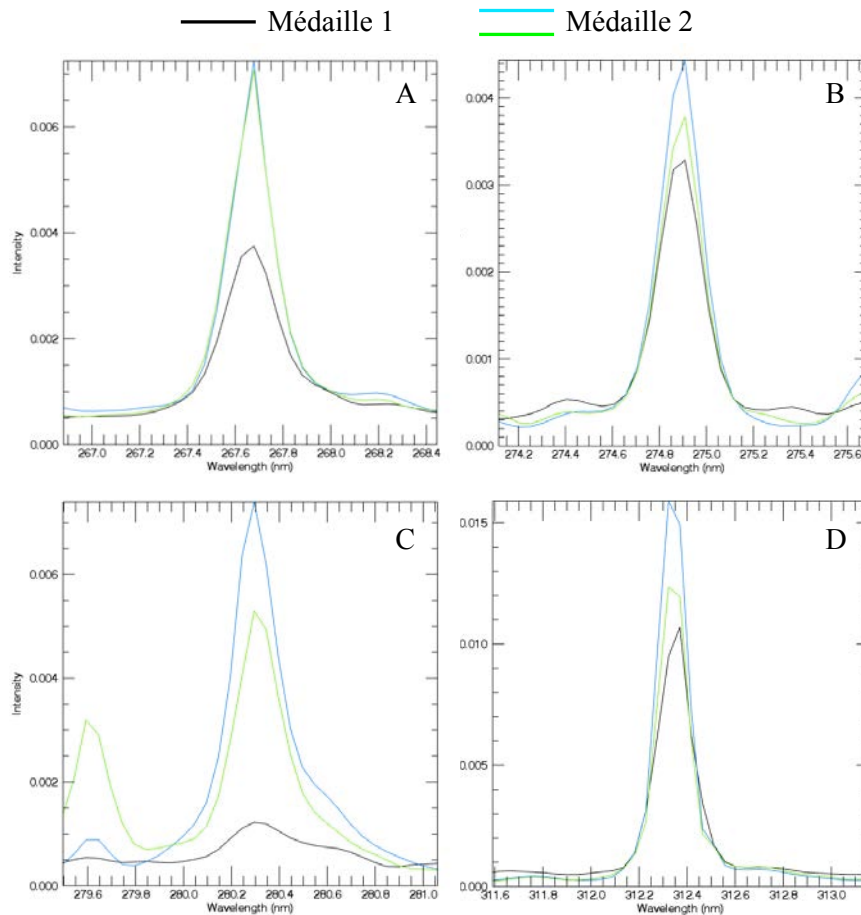 Médaille 1 Médaille 2
A
0.006
0.004
0.002
0.000
Intensity
267.0 267.2 267.4 267.6 267.8 268.0 268.2 268.4
Wavelength (nm)
B
0.004
0.003
0.002
0.001
0.000
274.2 274.4 274.6 274.8 275.0 275.2 275.4 275.6
Wavelength (nm)
C
0.006
0.004
0.002
0.000
Intensity
279.6 279.8 280.0 280.2 280.4 280.6 280.8 281.0
Wavelength (nm)
D
0.015
0.010
0.005
0.000
311.6 311.8 312.0 312.2 312.4 312.6 312.8 313.0
Wavelength (nm)